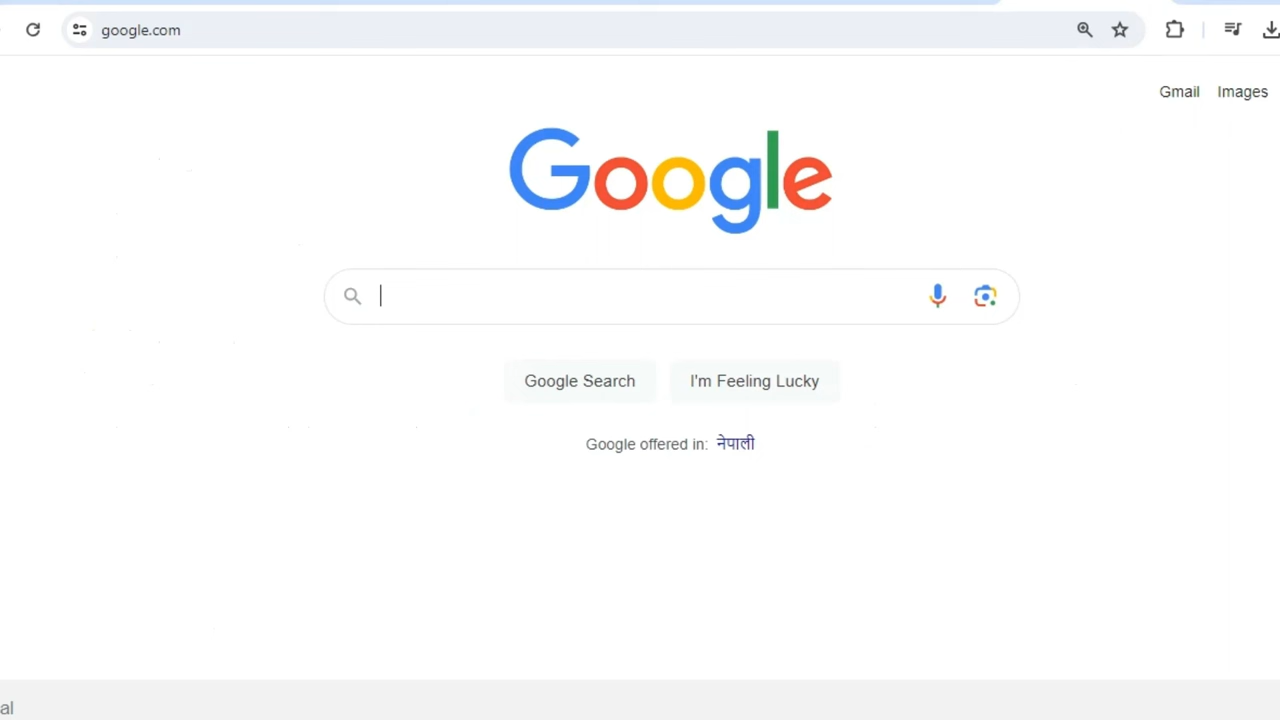 google.com
Gmail Images
Google
Google Search I'm Feeling Lucky
Google offered in: नेपाली
al